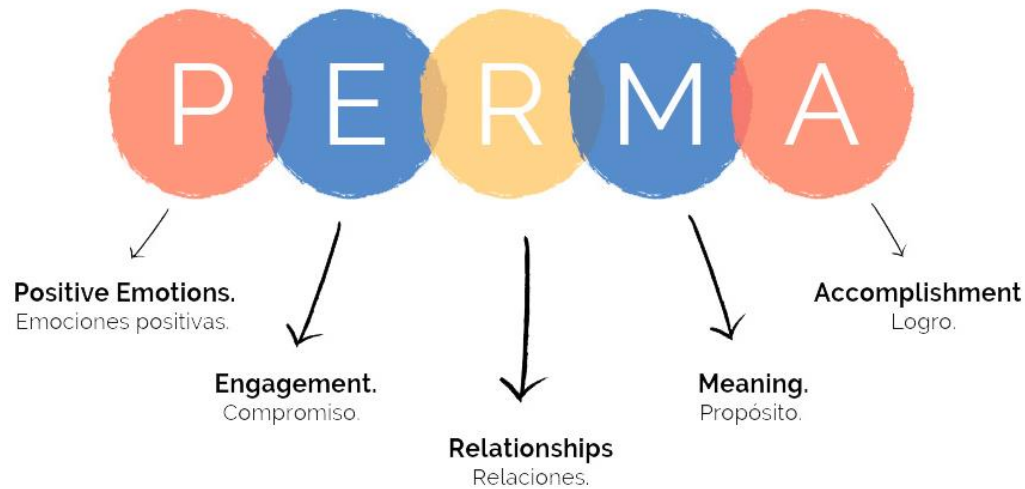 PERMA
Positive Emotions.
Emociones positivas.
Engagement.
Compromiso.
Relationships
Relaciones.
Meaning.
Propósito.
Accomplishment
Logro.